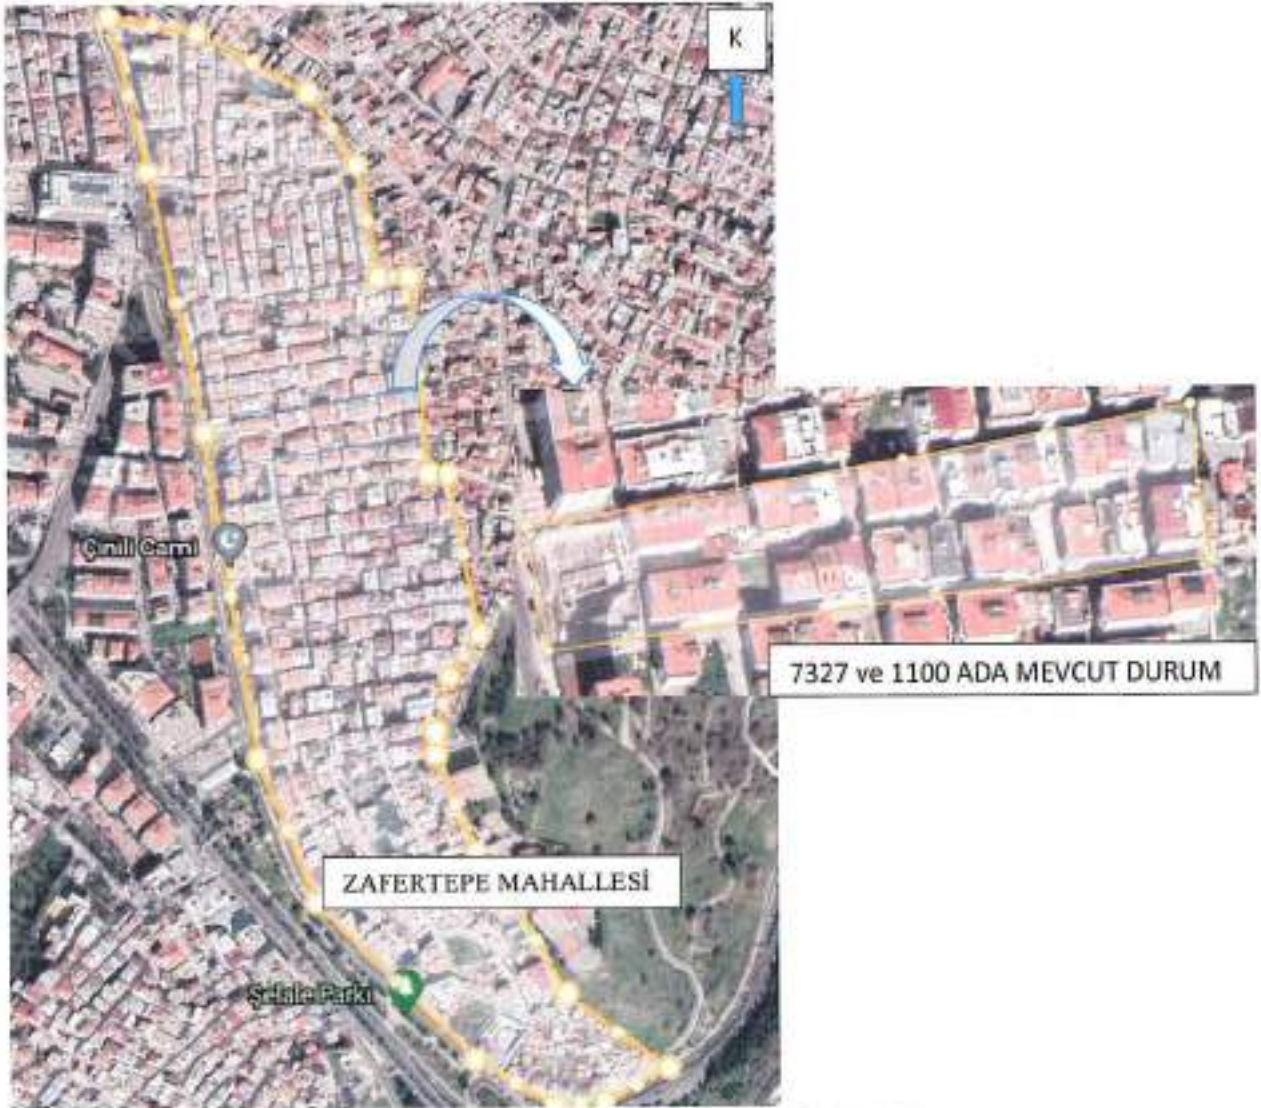 K
Çinili Cami
7327 ve 1100 ADA MEVCUT DURUM
ZAFERTEPE MAHALLESİ
Şelale Parkı